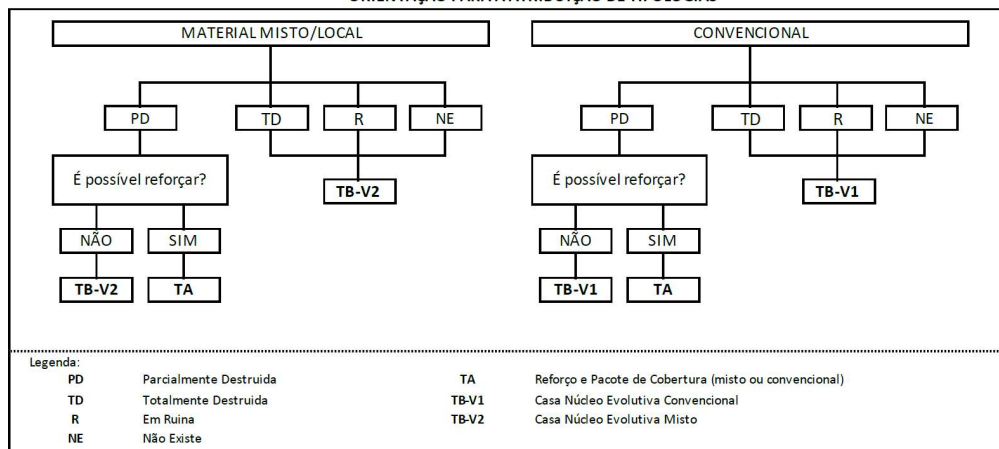 MATERIAL MISTO/LOCAL
CONVENCIONAL
PD TD R NE
PD TD R NE
É possível reforçar?
TB-V2
É possível reforçar?
TB-V1
NÃO SIM
NÃO SIM
TB-V2 TA
TB-V1 TA
Legenda:
PD Parcialmente Destruida TA Reforço e Pacote de Cobertura (misto ou convencional)
TD Totalmente Destruida TB-V1 Casa Núcleo Evolutiva Convencional
R Em Ruina TB-V2 Casa Núcleo Evolutiva Misto
NE Não Existe